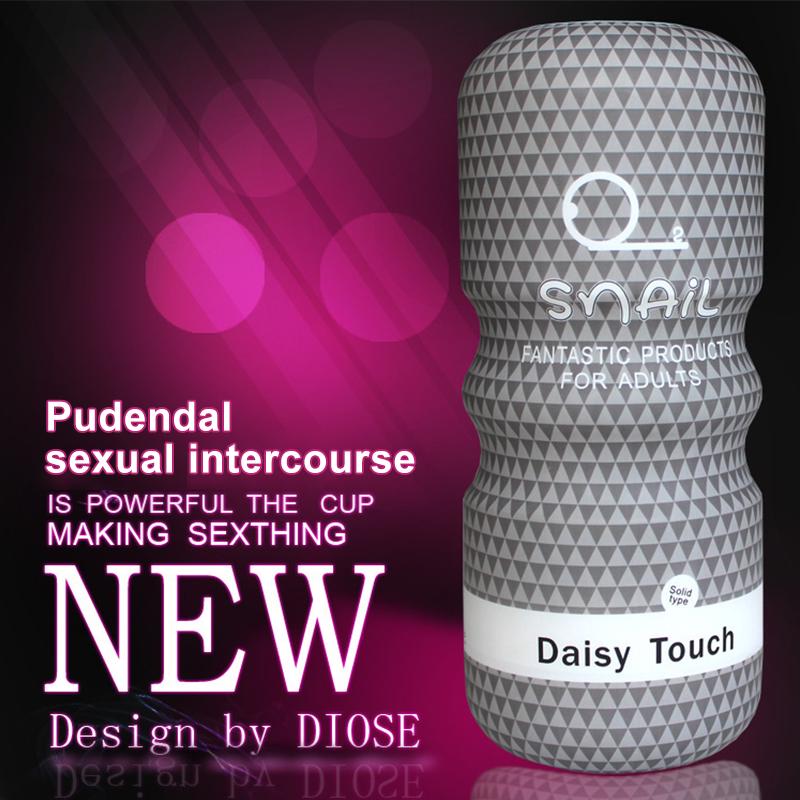 SNAIL
FANTASTIC PRODUCTS
FOR ADULTS
Pudendal
sexual intercourse
IS POWERFUL THE CUP
MAKING SEXTHING
NEW
Solid
type
Daisy Touch
Design by DIOSE